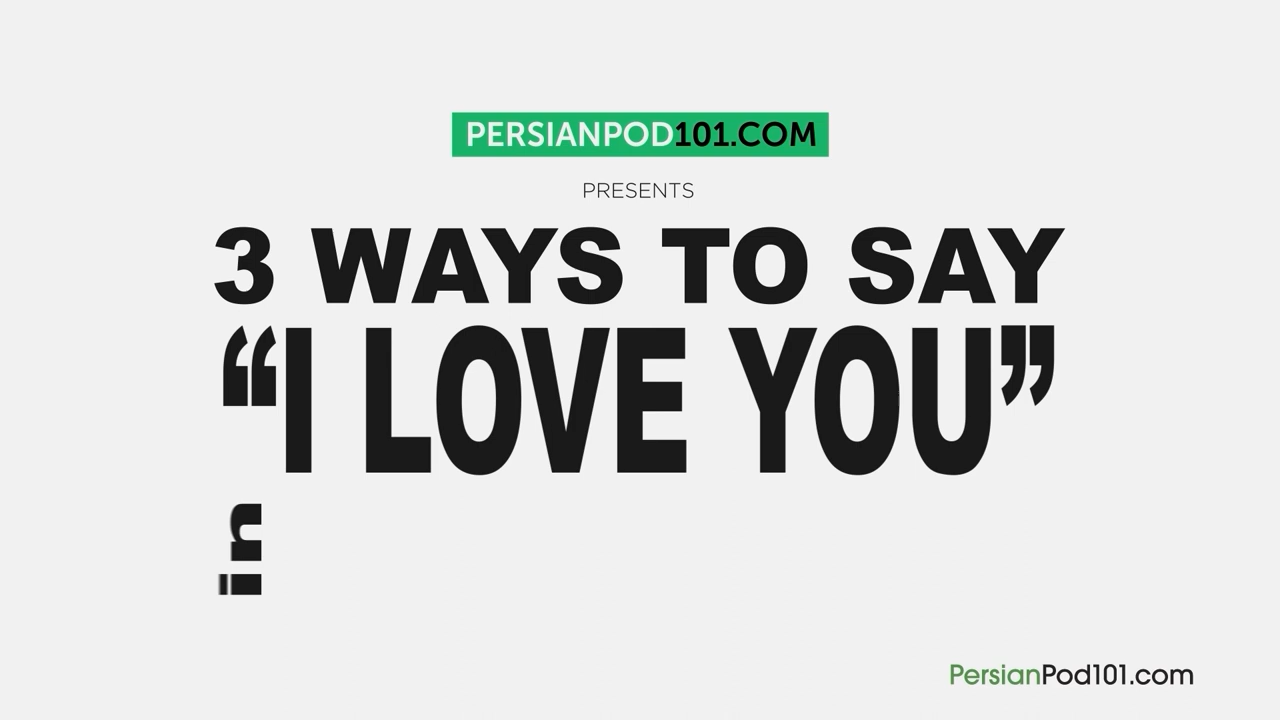 PERSIANPOD101.COM
PRESENTS
3 WAYS TO SAY
“I LOVE YOU”
in
PersianPod101.com